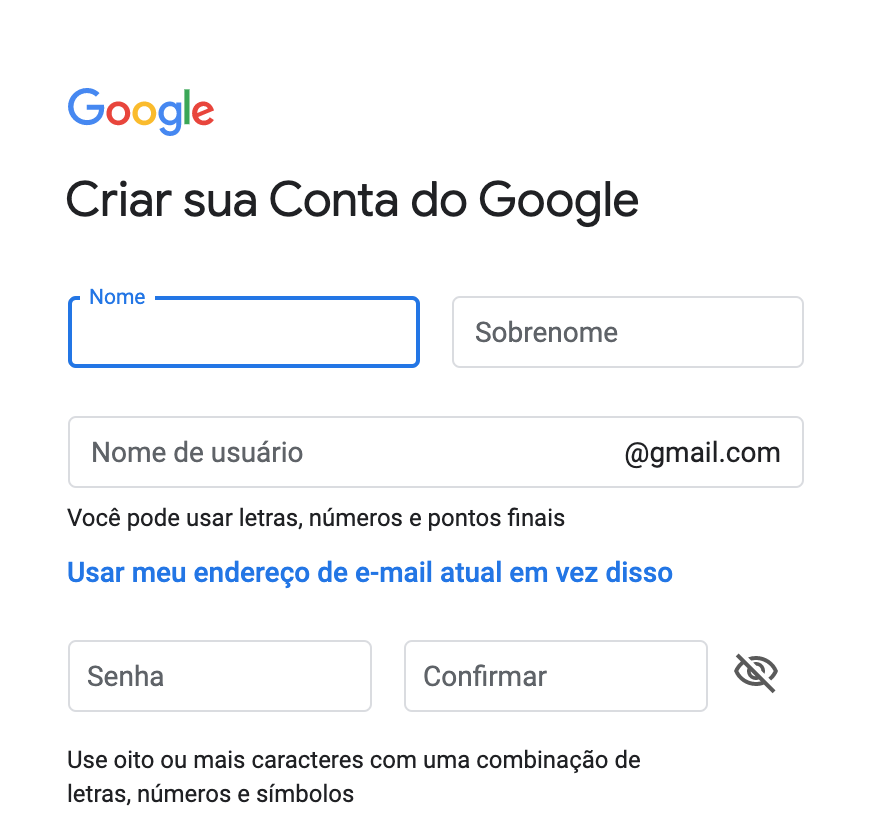 Google
Criar sua Conta do Google
Nome
Sobrenome
Nome de usuário @gmail.com
Você pode usar letras, números e pontos finais
Usar meu endereço de e-mail atual em vez disso
Senha Confirmar
Use oito ou mais caracteres com uma combinação de
letras, números e símbolos